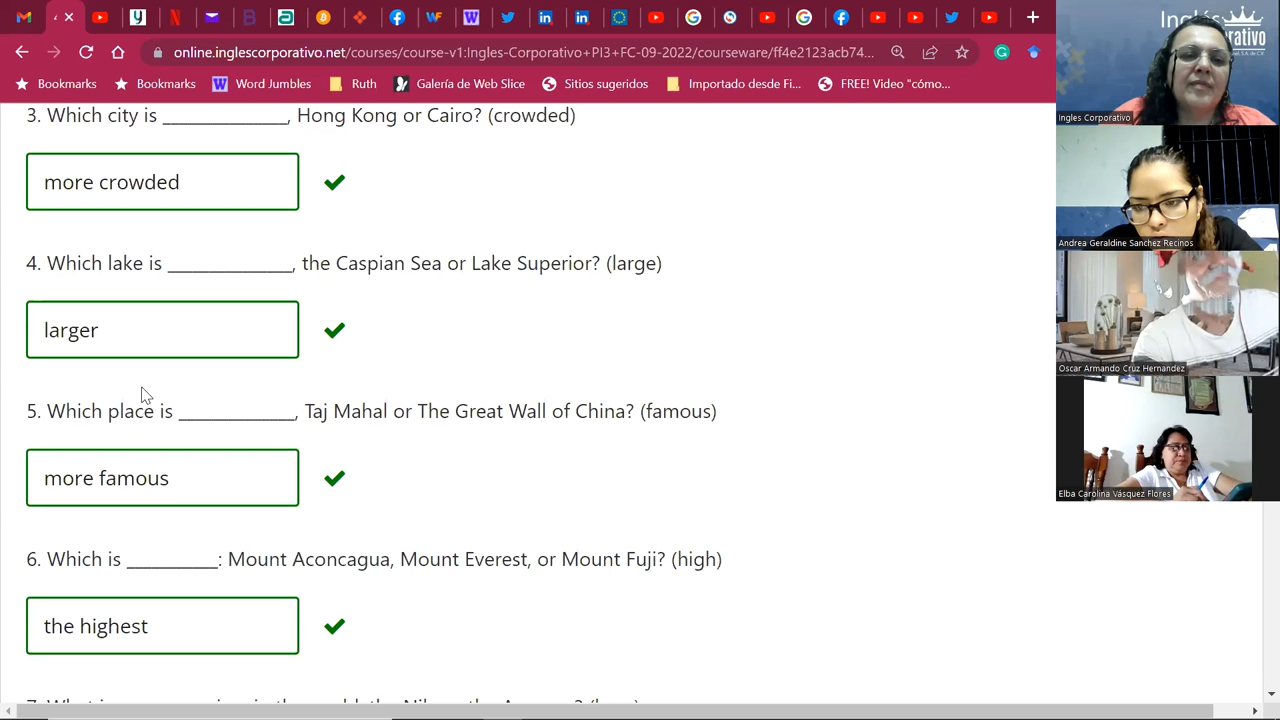 online.inglescorporativo.net/courses/course-v1:Ingles-Corporativo+PI3+FC-09-2022/courseware/ff4e2123acb74...
Bookmarks
Bookmarks
Word Jumbles
Ruth
Galería de Web Slice
Sitios sugeridos
Importado desde Fi...
FREE! Video "cómo...
3. Which city is ______________, Hong Kong or Cairo? (crowded)
more crowded
4. Which lake is ______________, the Caspian Sea or Lake Superior? (large)
larger
5. Which place is _____________, Taj Mahal or The Great Wall of China? (famous)
more famous
6. Which is __________: Mount Aconcagua, Mount Everest, or Mount Fuji? (high)
the highest
Inglés
Ingles Corporativo
Andrea Geraldine Sanchez Recinos
Oscar Armando Cruz Hernandez
Elba Carolina Vásquez Flores